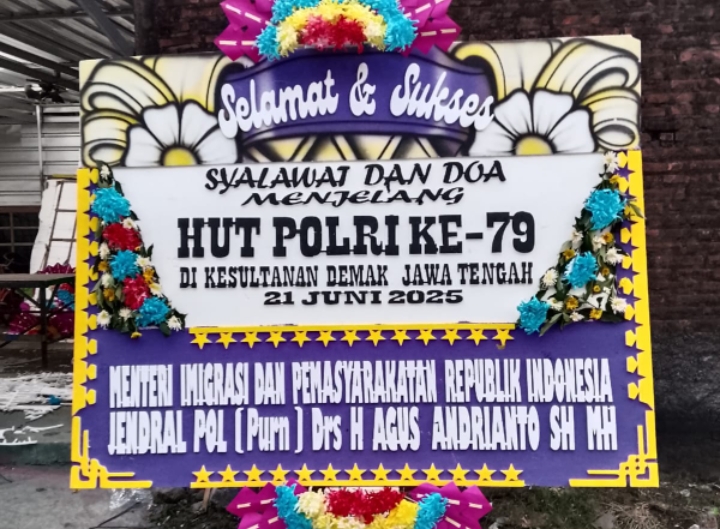 Selamat & Sukses
SYALAWAT DAN DOA
MENJELANG
HUT POLRI KE-79
DI KESULTANAN DEMAK JAWA TENGAH
21 JUNI 2025
MENTERI IMIGRASI DAN PEMASYARAKATAN REPUBLIK INDONESIA
JENDRAL POL (Purn) Drs H AGUS ANDRIANTO SH MH